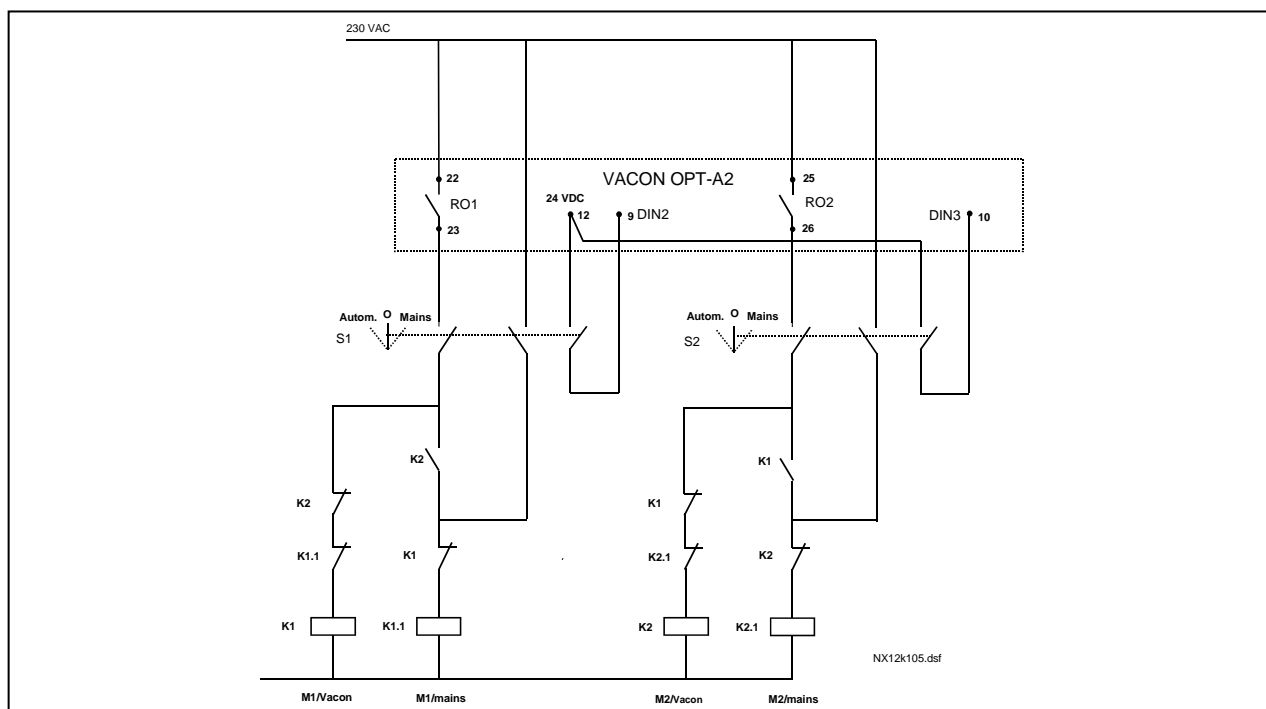 230 VAC
VACON OPT-A2
22
RO1
23
24 VDC
12
9 DIN2
25
RO2
26
DIN3 10
Autom. O Mains
S1
Autom. O Mains
S2
K2
K1
K2
K1
K1.1
K1
K2.1
K2
K1
K1.1
K2
K2.1
NX12k105.dsf
M1/Vacon
M1/mains
M2/Vacon
M2/mains